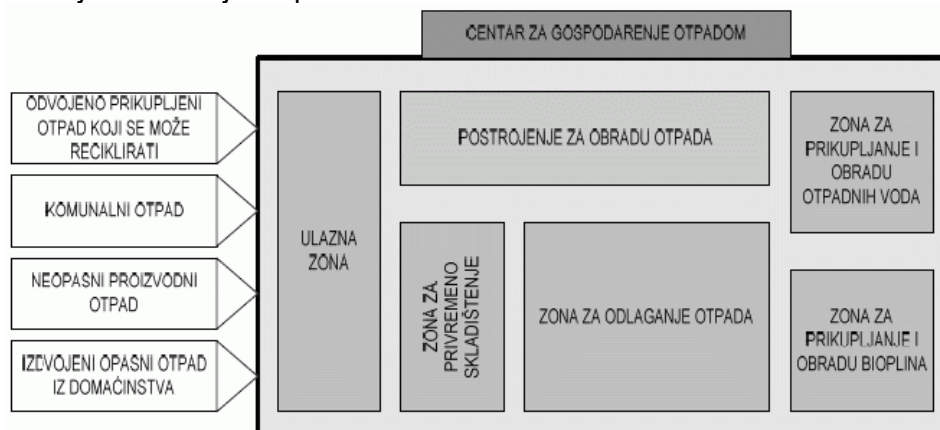 CENTAR ZA GOSPODARENJE OTPADOM
ODVOJENO PRIKUPLJENI
OTPAD KOJI SE MOŽE
RECIKLIRATI
KOMUNALNI OTPAD
NEOPASNI PROIZVODNI
OTPAD
IZDVOJENI OPASNI OTPAD
IZ DOMAĆINSTVA
ULAZNA
ZONA
POSTROJENJE ZA OBRADU OTPADA
ZONA ZA
PRIVREMENO
SKLADIŠTENJE
ZONA ZA ODLAGANJE OTPADA
ZONA ZA
PRIKUPLJANJE I
OBRADU
OTPADNIH VODA
ZONA ZA
PRIKUPLJANJE I
OBRADU BIOPLINA